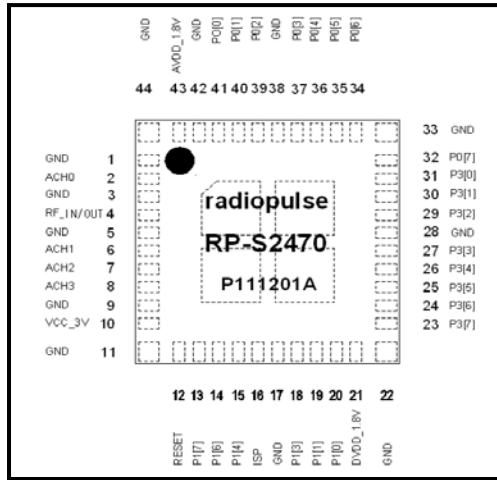 GND AVDD_1.8V GND PO[0] P0[1] P0[2] GND P0[3] P0[4] P0[5] P0[6]
44 43 42 41 40 39 38 37 36 35 34
GND 1
ACH0 2
GND 3
RF_IN/OUT 4
GND 5
ACH1 6
ACH2 7
ACH3 8
GND 9
VCC_3V 10
GND 11
radiopulse
RP-S2470
P111201A
33 GND
32 P0[7]
31 P3[0]
30 P3[1]
29 P3[2]
28 GND
27 P3[3]
26 P3[4]
25 P3[5]
24 P3[6]
23 P3[7]
12 13 14 15 16 17 18 19 20 21 22
RESET P1[7] P1[6] P1[4] ISP GND P1[3] P1[1] P1[0] DVDD_1.8V GND